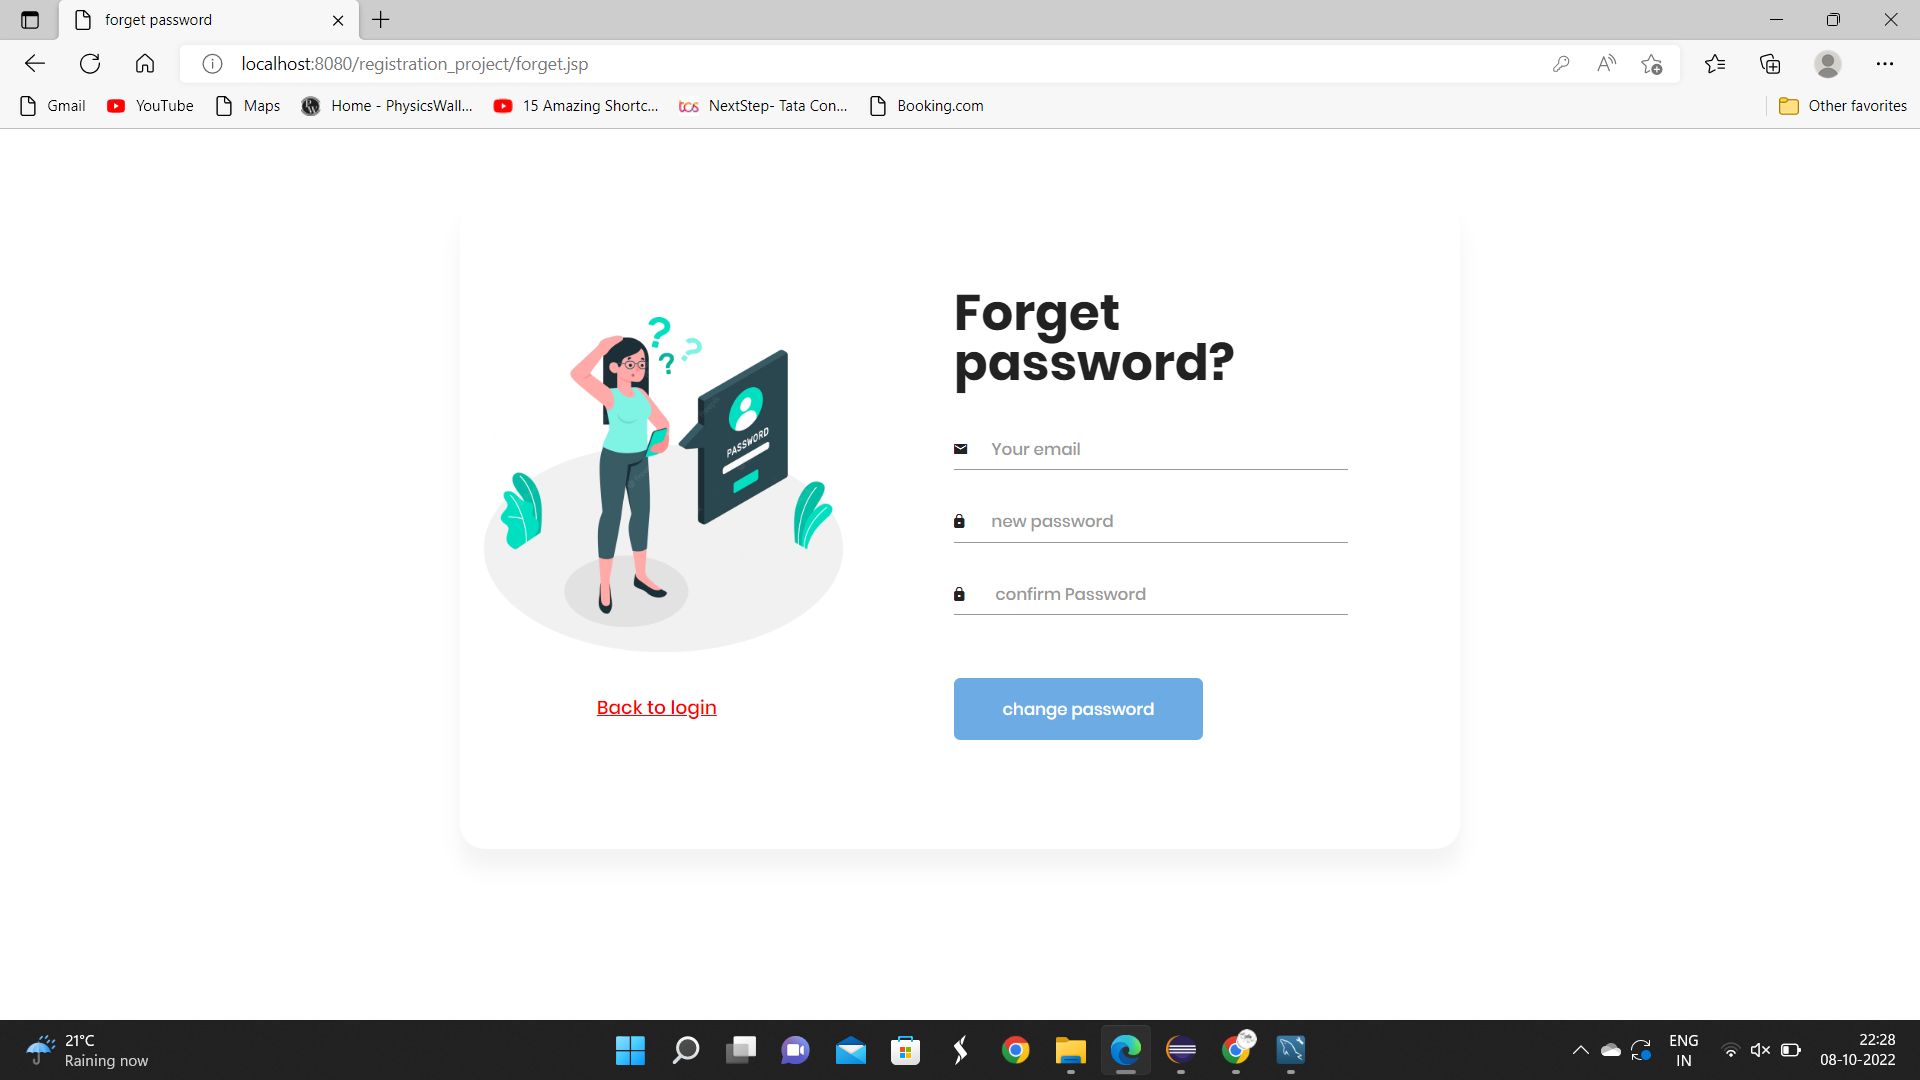 forget password
localhost:8080/registration_project/forget.jsp
Gmail
YouTube
Maps
Home - PhysicsWall...
15 Amazing Shortc...
tcs
NextStep- Tata Con...
Booking.com
Other favorites
Forget
password?
PASSWORD
Your email
new password
confirm Password
Back to login
change password
21°C
Raining now
ENG
IN
22:28
08-10-2022